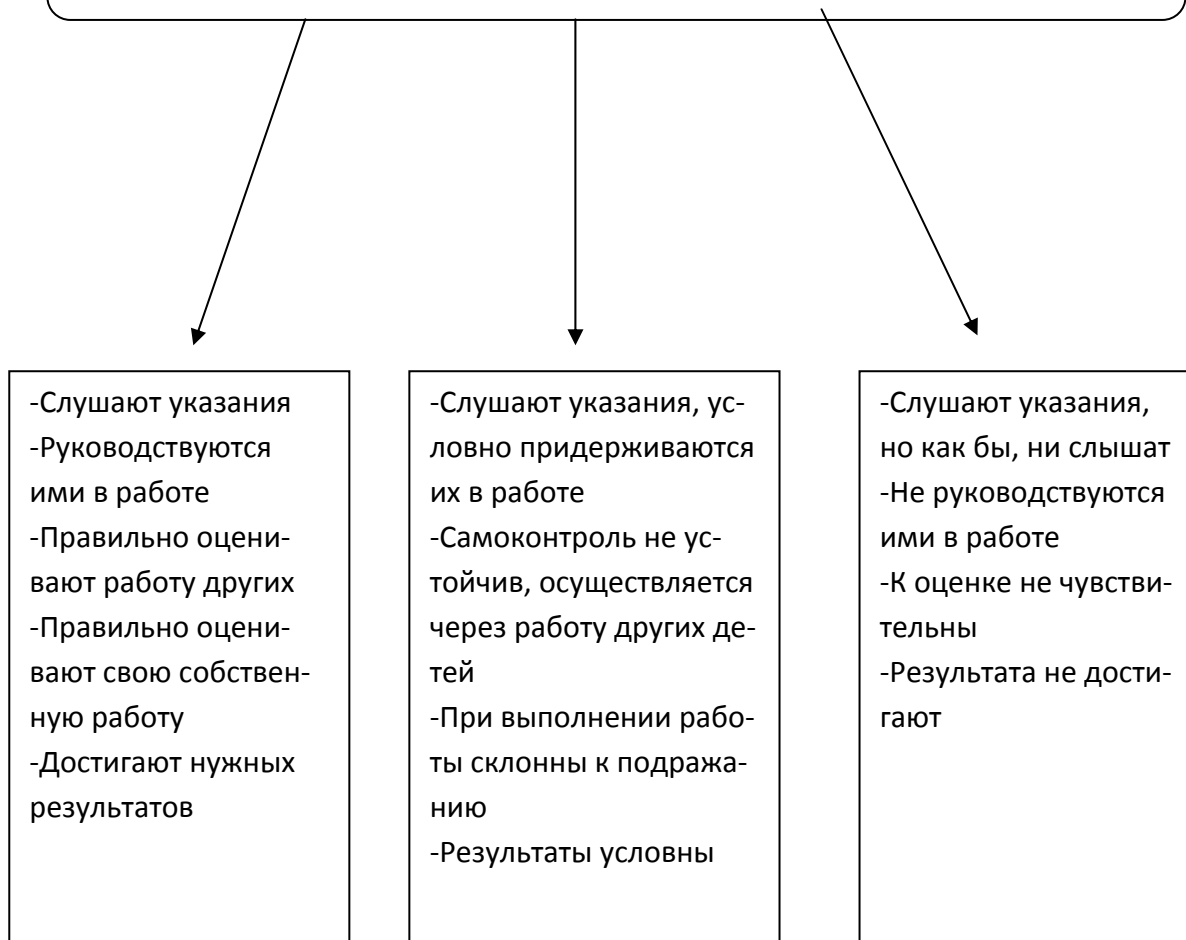 -Слушают указания
-Руководствуются
ими в работе
-Правильно оцени-
вают работу других
-Правильно оцени-
вают свою собствен-
ную работу
-Достигают нужных
результатов
-Слушают указания, ус-
ловно придерживаются
их в работе
-Самоконтроль не ус-
тойчив, осуществляется
через работу других де-
тей
-При выполнении рабо-
ты склонны к подража-
нию
-Результаты условны
-Слушают указания,
но как бы, ни слышат
-Не руководствуются
ими в работе
-К оценке не чувстви-
тельны
-Результата не дости-
гают